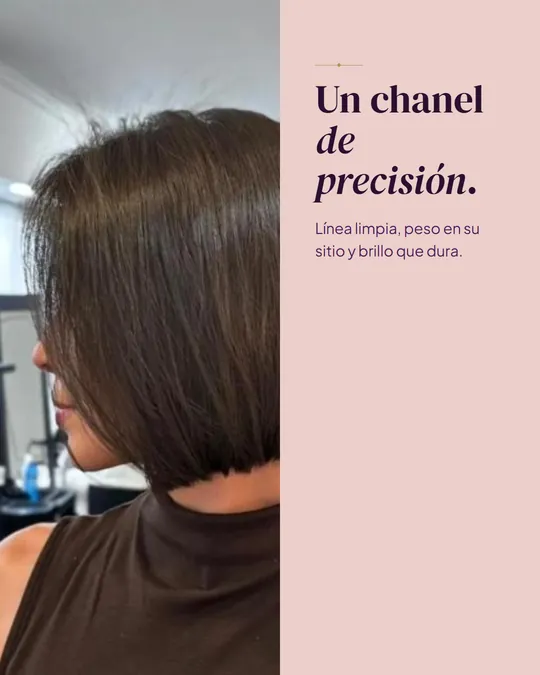 Un chanel
de
precisión.
Línea limpia, peso en su
sitio y brillo que dura.